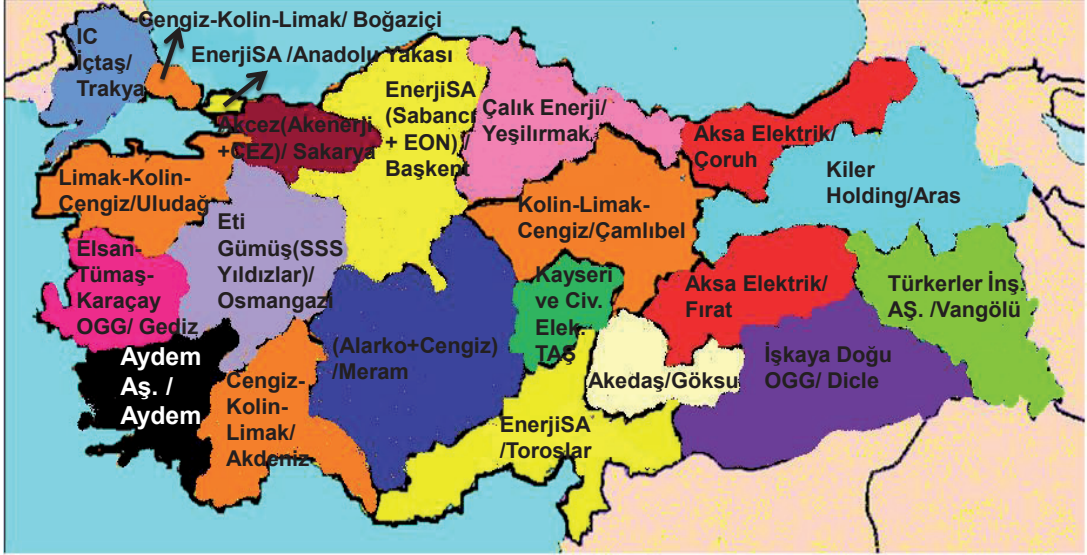 Cengiz-Kolin-Limak/ Boğaziçi
IC
İçtaş/
Trakya
EnerjiSA /Anadolu Yakası
Akcez(Akenerji
+CEZ)/ Sakarya
EnerjiSA
(Sabancı
+ EON) /
Başkent
Çalık Enerji/
Yeşilırmak
Aksa Elektrik/
Çoruh
Kiler
Holding/Aras
Limak-Kolin-
Cengiz/Uludağ
Eti
Gümüş(SSS
Yıldızlar)/
Osmangazi
Kolin-Limak-
Cengiz/Çamlıbel
Elsan-
Tümaş-
Karaçay
OGG/ Gediz
Kayseri
ve Civ.
Elek.
TAŞ
Aksa Elektrik/
Fırat
Türkerler İnş.
AŞ. /Vangölü
Aydem
Aş. /
Aydem
Cengiz-
Kolin-
Limak/
Akdeniz
(Alarko+Cengiz)
/Meram
Akedaş/Göksu
İşkaya Doğu
OGG/ Dicle
EnerjiSA
/Toroslar